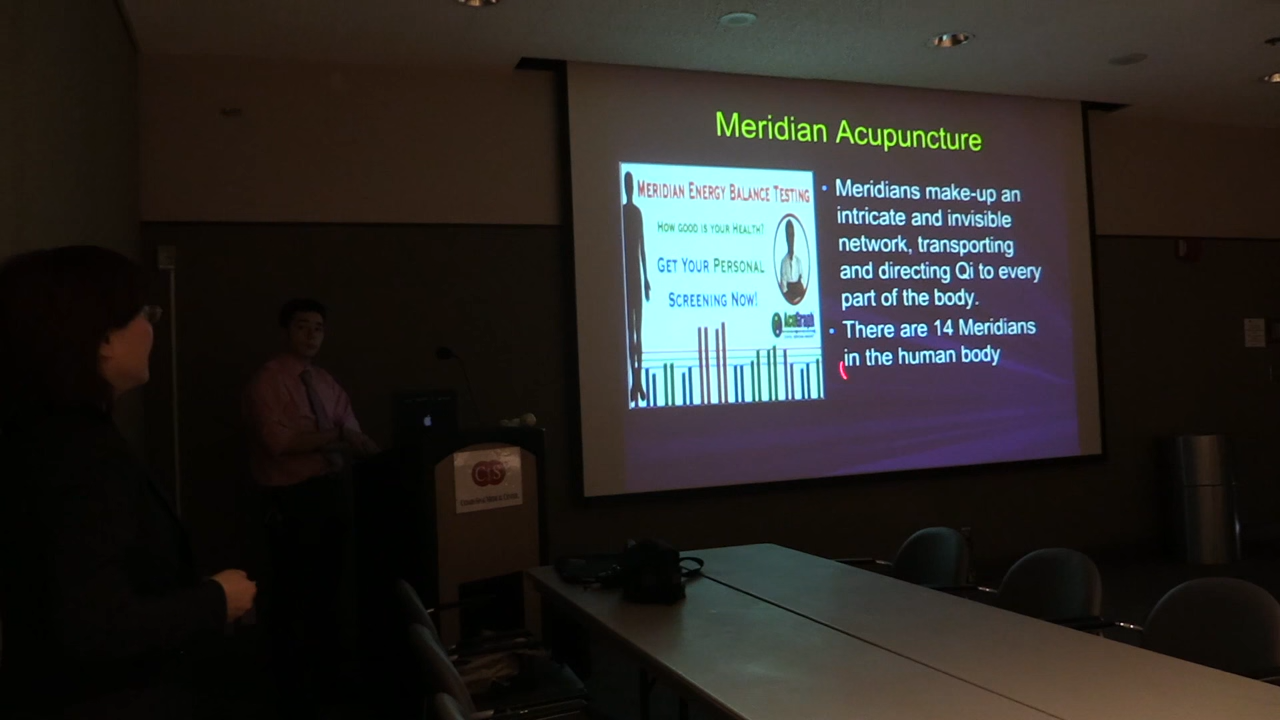 Meridian Acupuncture
MERIDIAN ENERGY BALANCE TESTING
HOW GOOD IS YOUR HEALTH?
GET YOUR PERSONAL
SCREENING NOW!
AcuGraph
• Meridians make-up an
intricate and invisible
network, transporting
and directing Qi to every
part of the body.
• There are 14 Meridians
in the human body
CIS